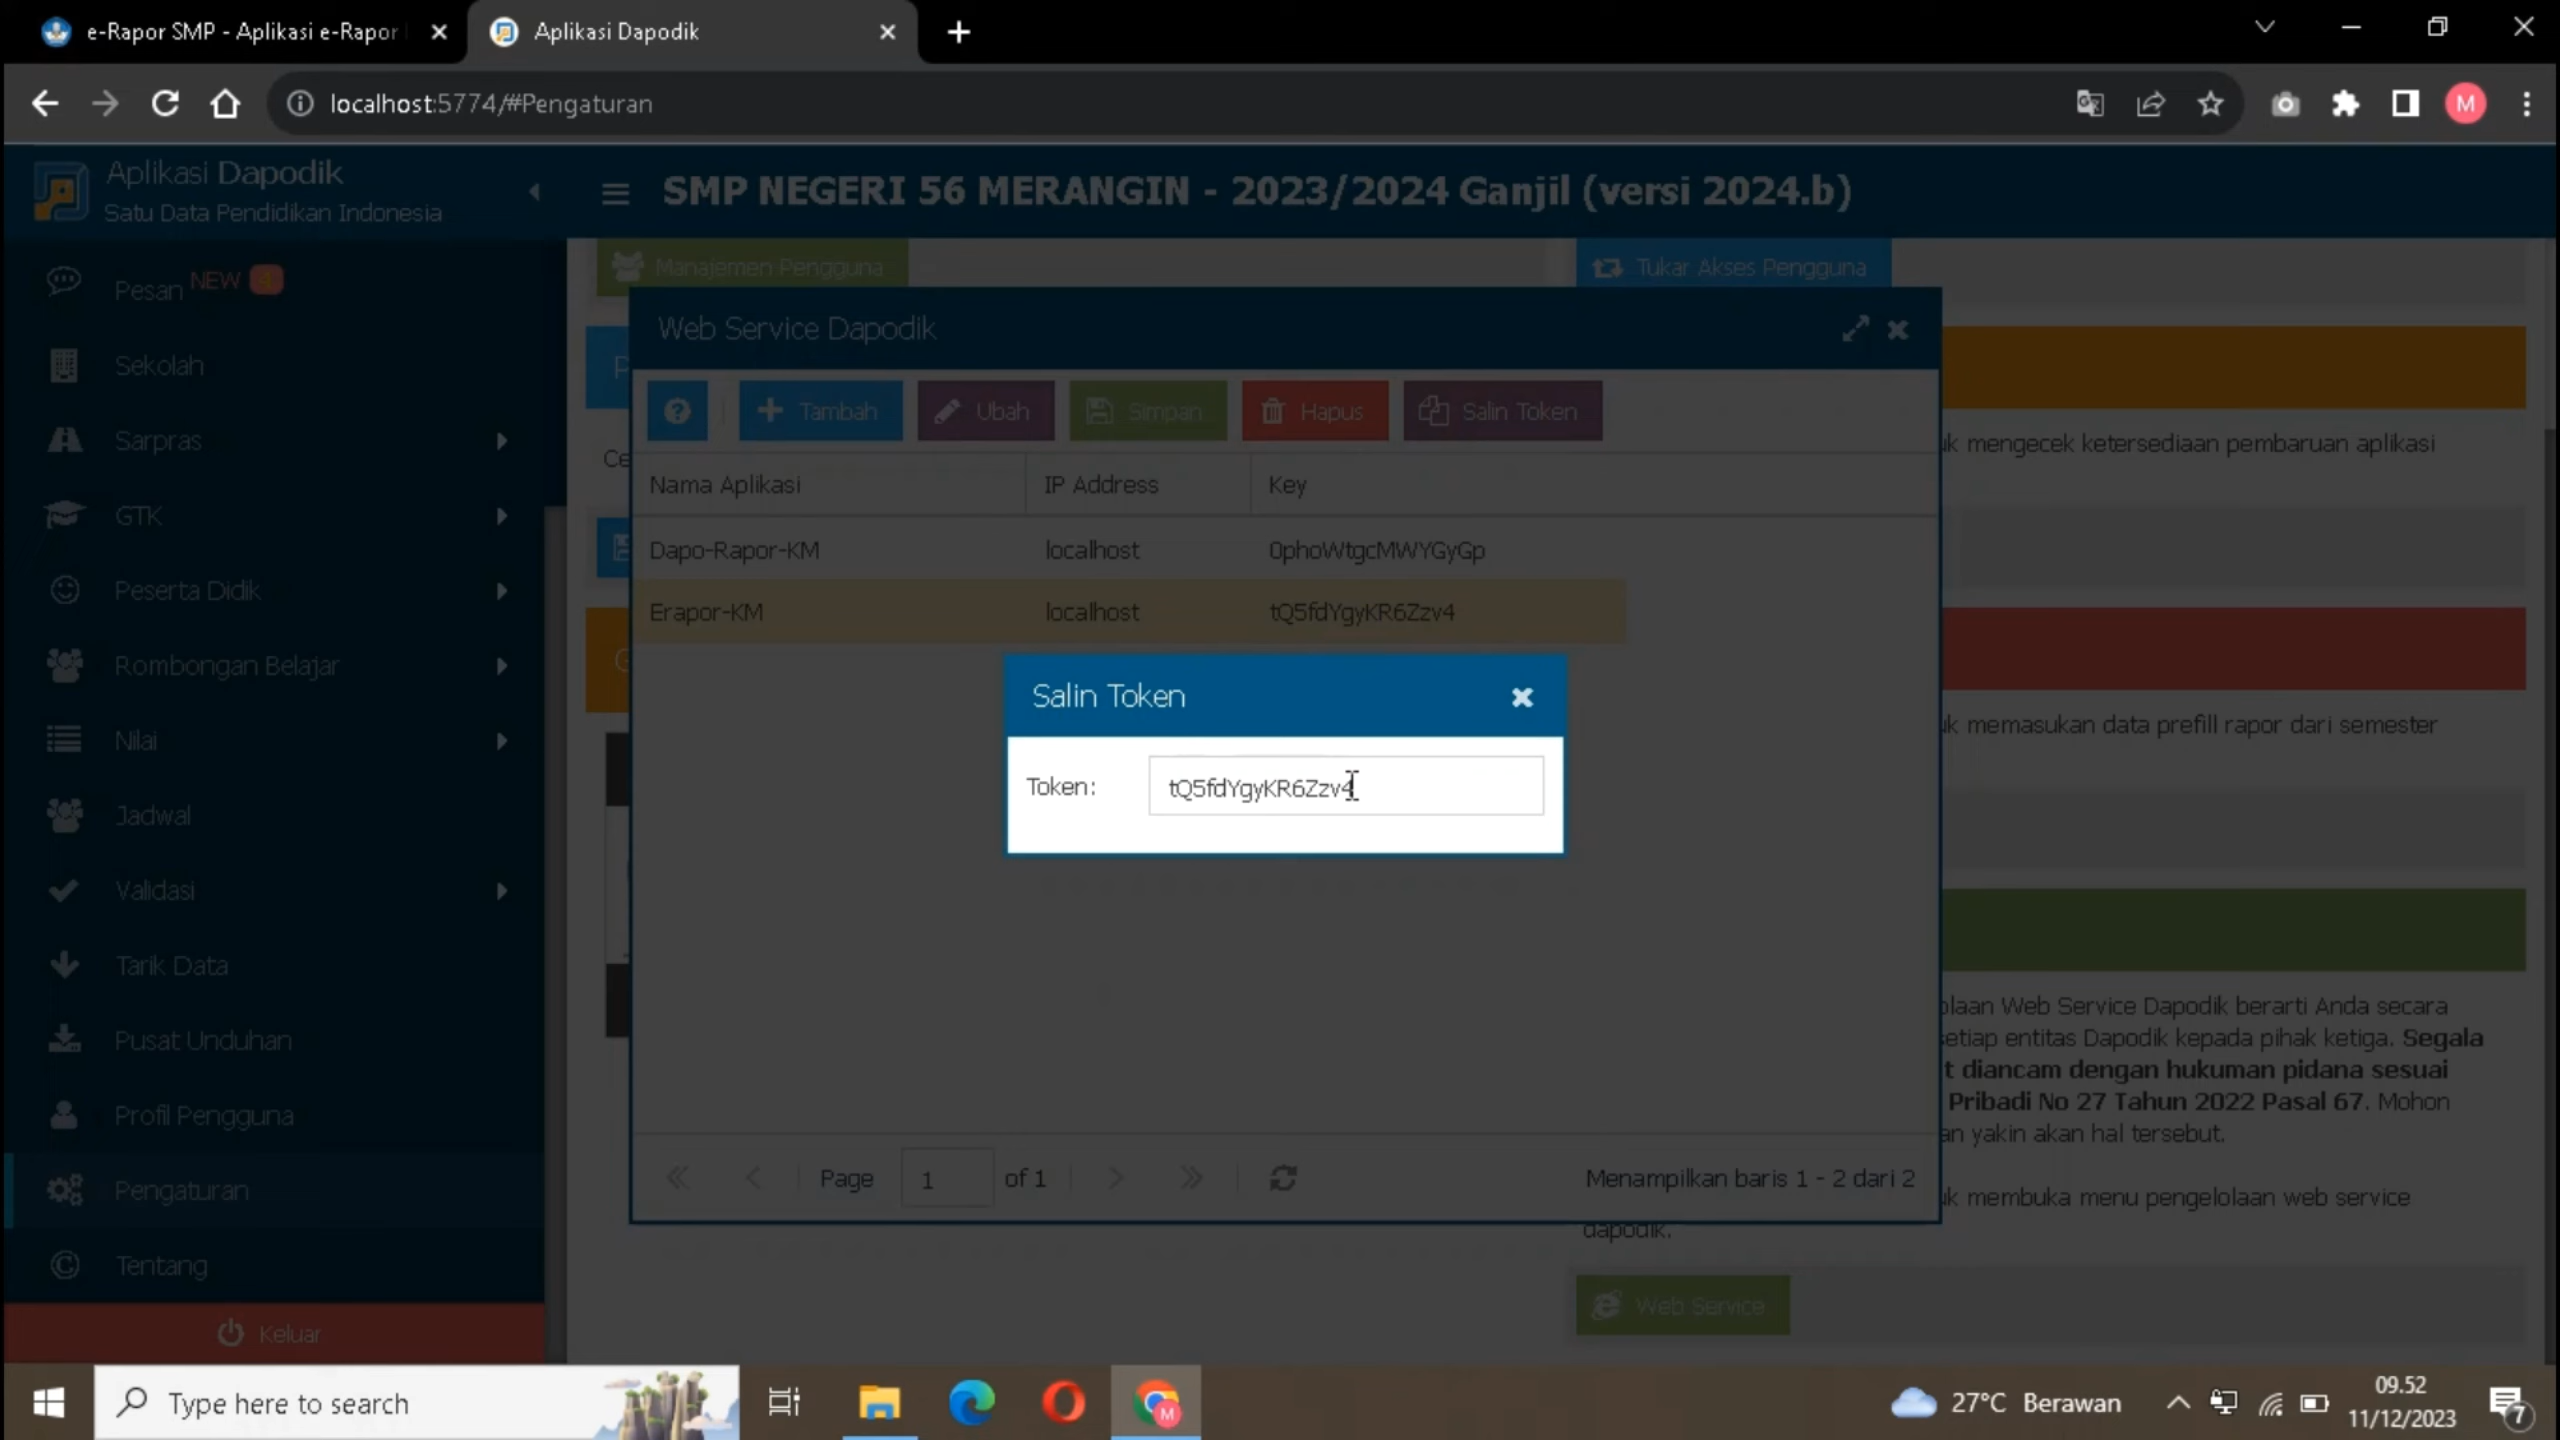 e-Rapor SMP - Aplikasi e-Rapor
Aplikasi Dapodik
localhost:5774/#Pengaturan
M
Aplikasi Dapodik
Satu Data Pendidikan Indonesia
SMP NEGERI 56 MERANGIN - 2023/2024 Ganjil (versi 2024.b)
Pesan NEW 4
Sekolah
Sarpras
GTK
Peserta Didik
Rombongan Belajar
Nilai
Jadwal
Validasi
Tarik Data
Pusat Unduhan
Profil Pengguna
Pengaturan
Tentang
Keluar
Manajemen Pengguna
Tukar Akses Pengguna
Web Service Dapodik
Tambah
Ubah
Simpan
Hapus
Salin Token
Ce
Nama Aplikasi
IP Address
Key
Dapo-Rapor-KM
localhost
0phoWtgcMWYGyGp
Erapor-KM
localhost
tQ5fdYgyKR6Zzv4
Salin Token
Token:
tQ5fdYgyKR6Zzv4
Page
1
of 1
Menampilkan baris 1 - 2 dari 2
k mengecek ketersediaan pembaruan aplikasi
k memasukan data prefill rapor dari semester
laan Web Service Dapodik berarti Anda secara
etiap entitas Dapodik kepada pihak ketiga. Segala
t diancam dengan hukuman pidana sesuai
Pribadi No 27 Tahun 2022 Pasal 67. Mohon
an yakin akan hal tersebut.
k membuka menu pengelolaan web service
dapodik.
Web Service
Type here to search
M
27°C Berawan
09.52
11/12/2023
7